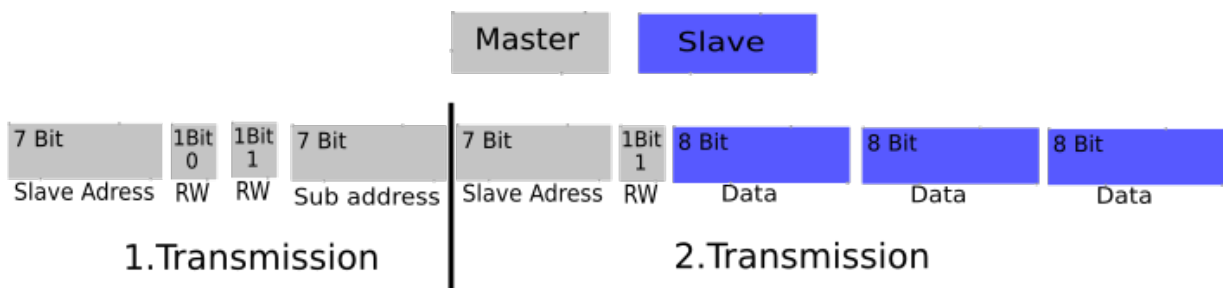 Master
Slave
7 Bit
1Bit
0
1Bit
1
7 Bit
7 Bit
1Bit
1
8 Bit
8 Bit
8 Bit
Slave Adress
RW
RW
Sub address
Slave Adress
RW
Data
Data
Data
1.Transmission
2.Transmission